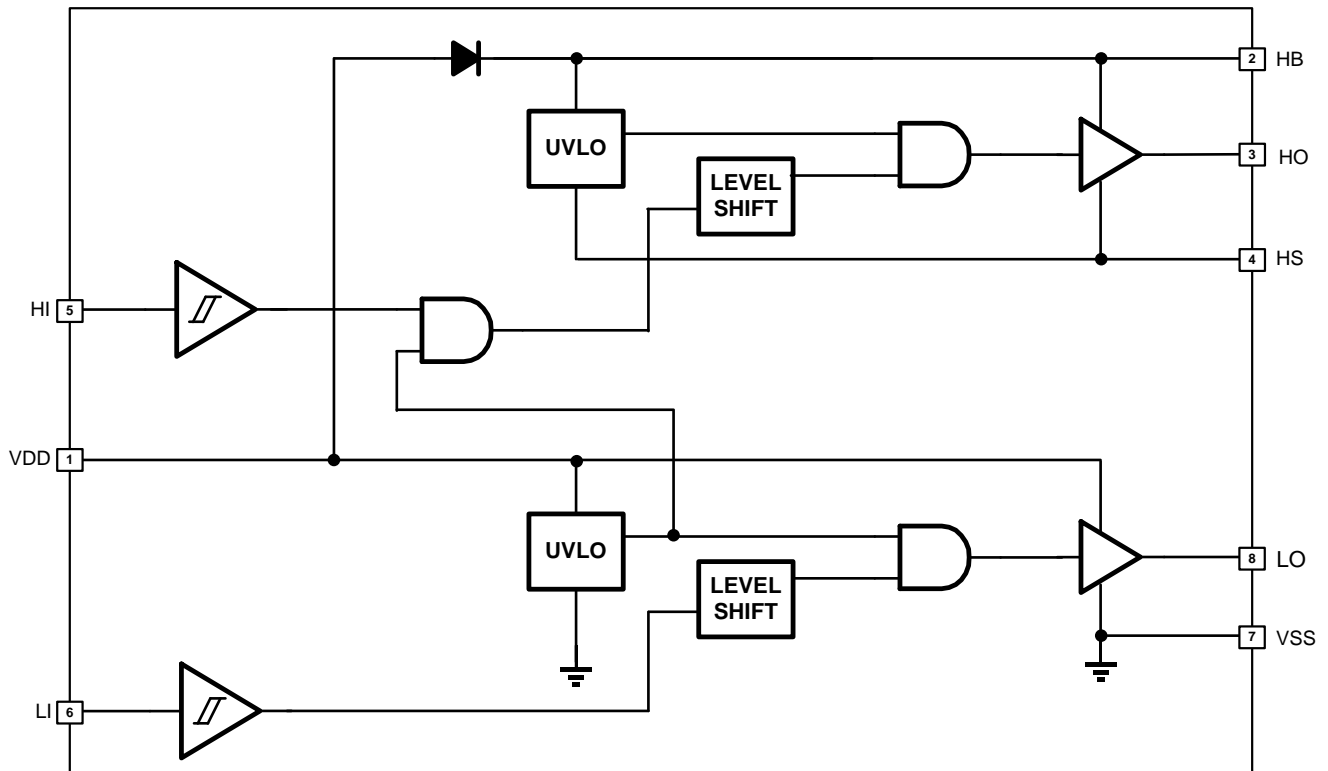 2 HB
UVLO
3 HO
LEVEL
SHIFT
4 HS
HI 5
VDD 1
UVLO
8 LO
LEVEL
SHIFT
7 VSS
LI 6